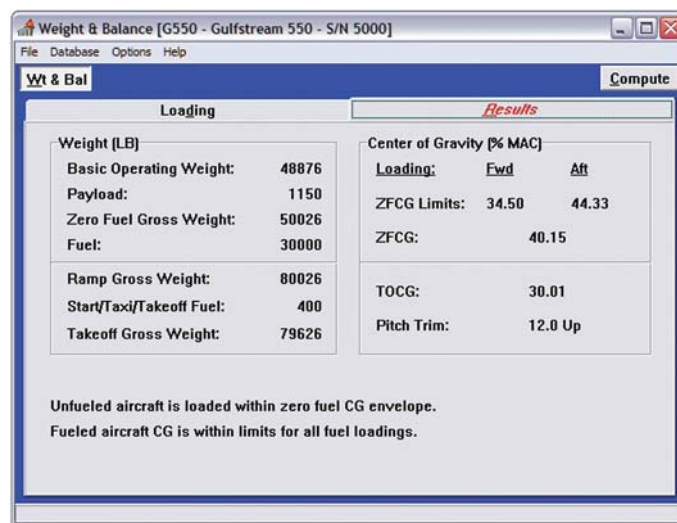 Weight & Balance [G550 - Gulfstream 550 - S/N 5000]
File Database Options Help
Wt & Bal
Compute
Loading
Results
Weight (LB)
Basic Operating Weight: 48876
Payload: 1150
Zero Fuel Gross Weight: 50026
Fuel: 30000
Ramp Gross Weight: 80026
Start/Taxi/Takeoff Fuel: 400
Takeoff Gross Weight: 79626
Center of Gravity (% MAC)
Loading: Fwd Aft
ZFCG Limits: 34.50 44.33
ZFCG: 40.15
TOCG: 30.01
Pitch Trim: 12.0 Up
Unfueled aircraft is loaded within zero fuel CG envelope.
Fueled aircraft CG is within limits for all fuel loadings.